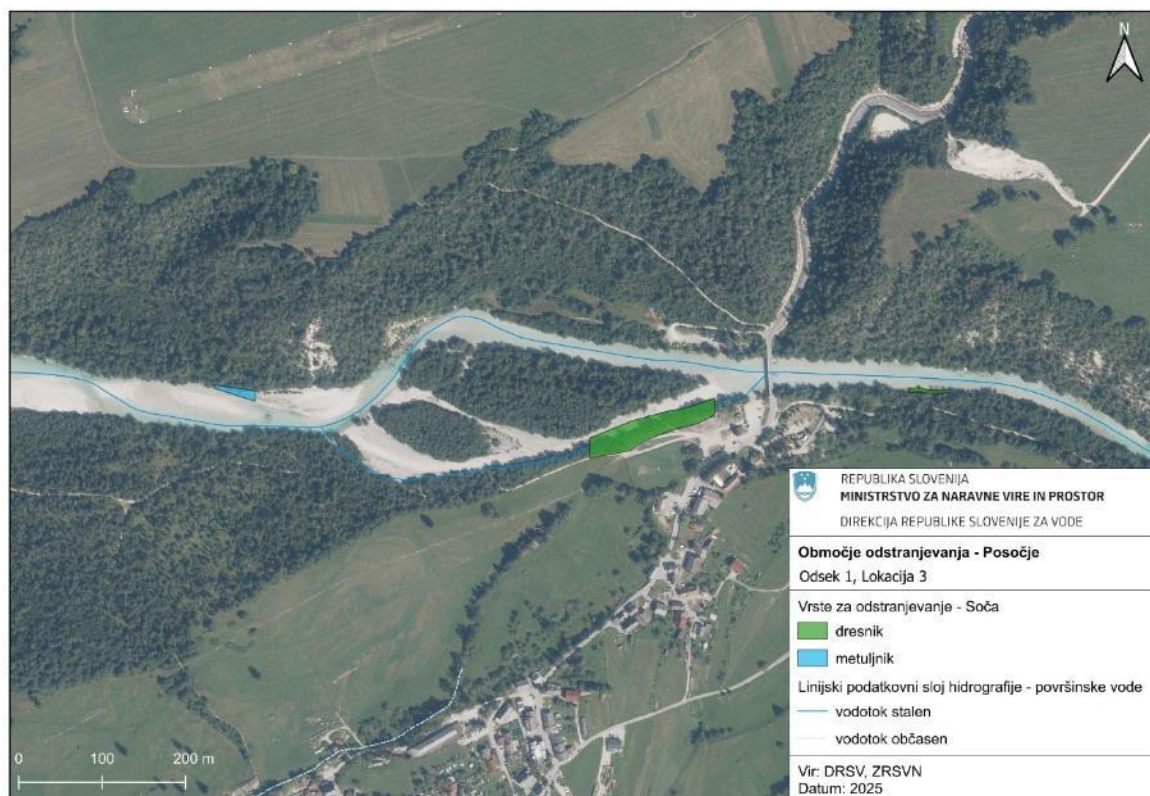 N
REPUBLIKA SLOVENIJA
MINISTRSTVO ZA NARAVNE VIRE IN PROSTOR
DIREKCIJA REPUBLIKE SLOVENIJE ZA VODE
Območje odstranjevanja - Posočje
Odsek 1, Lokacija 3
Vrste za odstranjevanje - Soča
dresnik
metuljnik
Linijski podatkovni sloj hidrografije - površinske vode
vodotok stalen
vodotok občasen
Vir: DRSV, ZRSVN
Datum: 2025
0 100 200 m